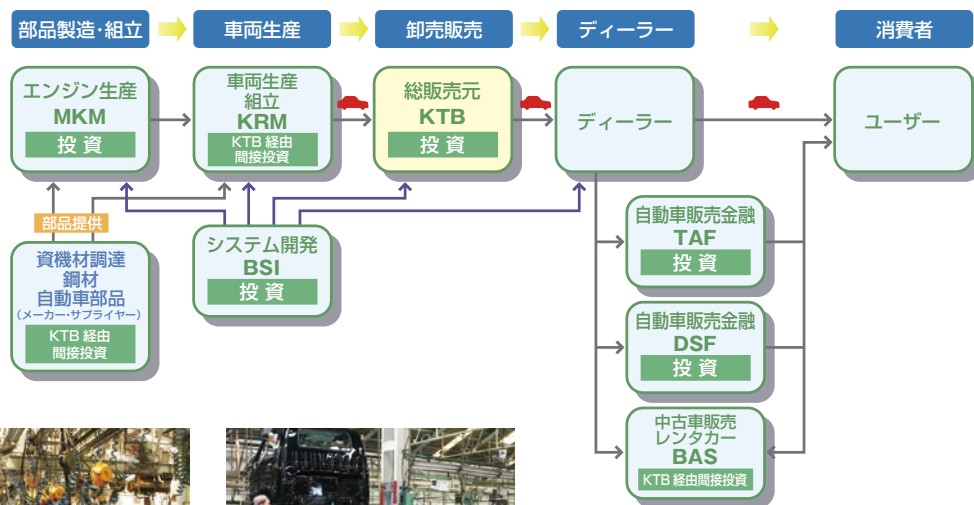 部品製造・組立
車両生産
卸売販売
ディーラー
消費者
エンジン生産
MKM
投 資
車両生産
組立
KRM
KTB 経由
間接投資
総販売元
KTB
投 資
ディーラー
ユーザー
部品提供
資機材調達
鋼材
自動車部品
(メーカー・サプライヤー)
KTB 経由
間接投資
システム開発
BSI
投 資
自動車販売金融
TAF
投 資
自動車販売金融
DSF
投 資
中古車販売
レンタカー
BAS
KTB 経由間接投資